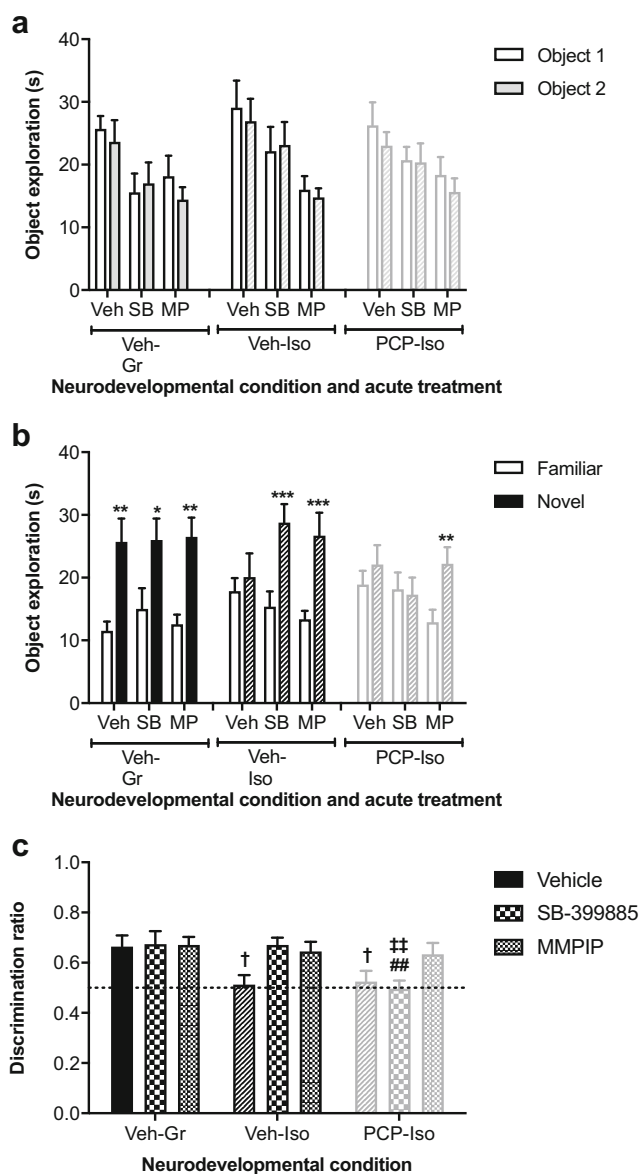 a
40
30
20
10
0
Object exploration (s)
Object 1
Object 2
Veh SB MP Veh SB MP Veh SB MP
Veh-
Gr
Veh-Iso
PCP-Iso
Neurodevelopmental condition and acute treatment
b
40
30
20
10
0
Object exploration (s)
Familiar
Novel
** * ** *** *** **
Veh SB MP Veh SB MP Veh SB MP
Veh-
Gr
Veh-
Iso
PCP-Iso
Neurodevelopmental condition and acute treatment
c
1.0
0.8
0.6
0.4
0.2
0.0
Discrimination ratio
Vehicle
SB-399885
MMPIP
† † ‡‡
##
Veh-Gr Veh-Iso PCP-Iso
Neurodevelopmental condition